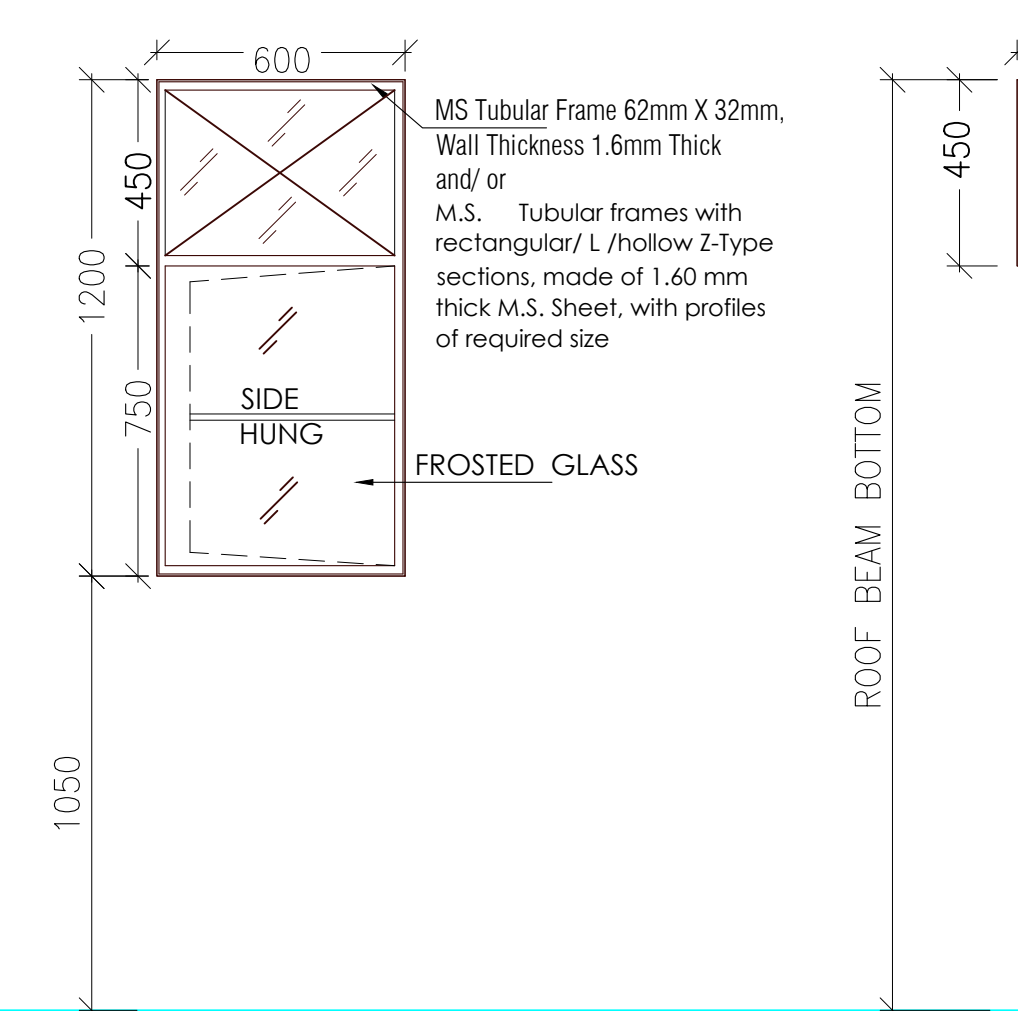 600
MS Tubular Frame 62mm X 32mm,
Wall Thickness 1.6mm Thick
and/ or
M.S. Tubular frames with
rectangular/ L /hollow Z-Type
sections, made of 1.60 mm
thick M.S. Sheet, with profiles
of required size
450
1200
750
SIDE
HUNG
FROSTED GLASS
1050
450
ROOF BEAM BOTTOM